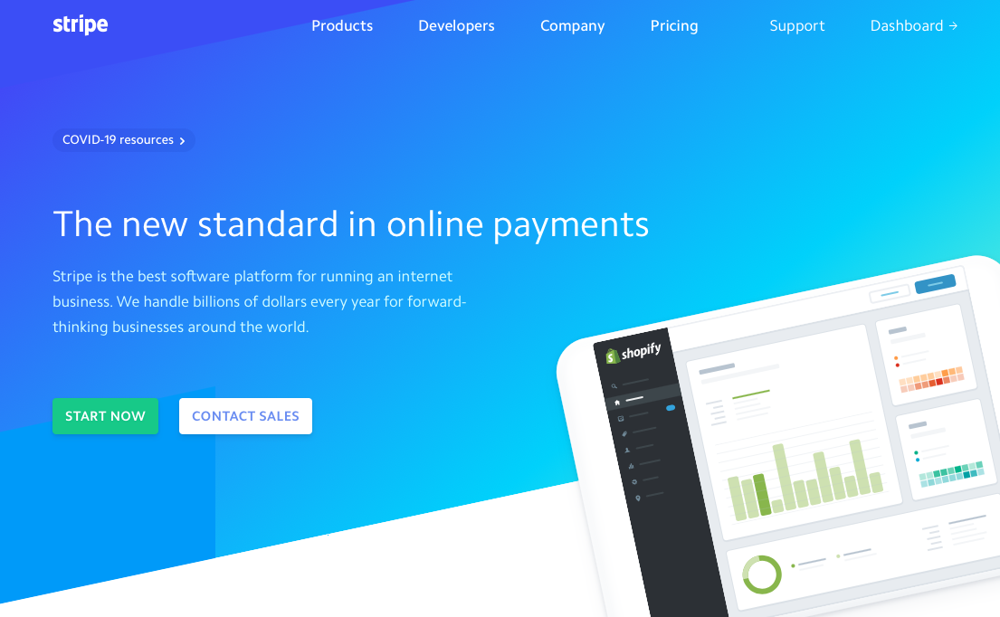 stripe
Products Developers Company Pricing Support Dashboard →
COVID-19 resources ›
The new standard in online payments
Stripe is the best software platform for running an internet
business. We handle billions of dollars every year for forward-
thinking businesses around the world.
START NOW CONTACT SALES
shopify